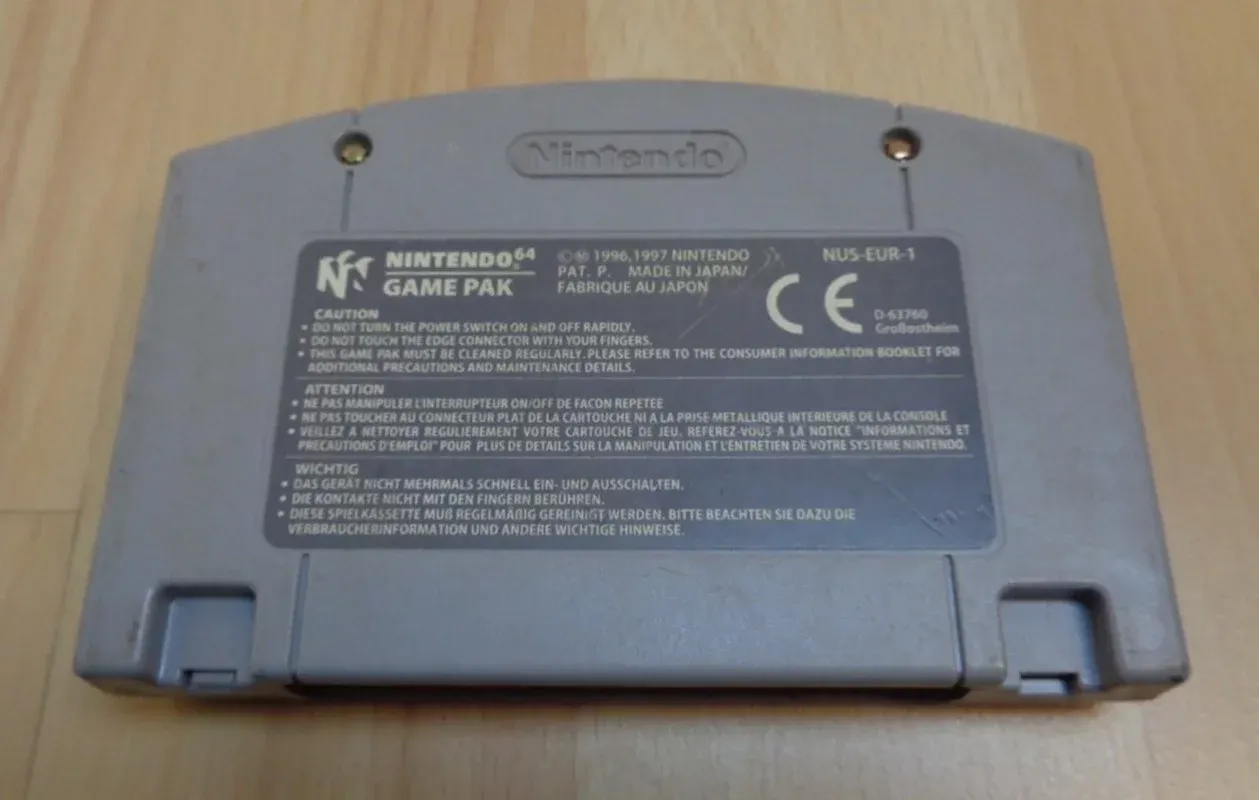 Nintendo
NINTENDO 64
GAME PAK
©Ⓜ 1996,1997 NINTENDO
PAT. P. MADE IN JAPAN/
FABRIQUE AU JAPON
NUS-EUR-1
CE
D-63760
Großostheim
CAUTION
• DO NOT TURN THE POWER SWITCH ON AND OFF RAPIDLY.
• DO NOT TOUCH THE EDGE CONNECTOR WITH YOUR FINGERS.
• THIS GAME PAK MUST BE CLEANED REGULARLY. PLEASE REFER TO THE CONSUMER INFORMATION BOOKLET FOR
ADDITIONAL PRECAUTIONS AND MAINTENANCE DETAILS.
ATTENTION
• NE PAS MANIPULER L'INTERRUPTEUR ON/OFF DE FACON REPETEE
• NE PAS TOUCHER AU CONNECTEUR PLAT DE LA CARTOUCHE NI A LA PRISE METALLIQUE INTERIEURE DE LA CONSOLE
• VEILLEZ A NETTOYER REGULIEREMENT VOTRE CARTOUCHE DE JEU. REFEREZ-VOUS A LA NOTICE "INFORMATIONS ET
PRECAUTIONS D'EMPLOI" POUR PLUS DE DETAILS SUR LA MANIPULATION ET L'ENTRETIEN DE VOTRE SYSTEME NINTENDO.
WICHTIG
• DAS GERÄT NICHT MEHRMALS SCHNELL EIN- UND AUSSCHALTEN.
• DIE KONTAKTE NICHT MIT DEN FINGERN BERÜHREN.
• DIESE SPIELKASSETTE MUß REGELMÄßIG GEREINIGT WERDEN. BITTE BEACHTEN SIE DAZU DIE
VERBRAUCHERINFORMATION UND ANDERE WICHTIGE HINWEISE.